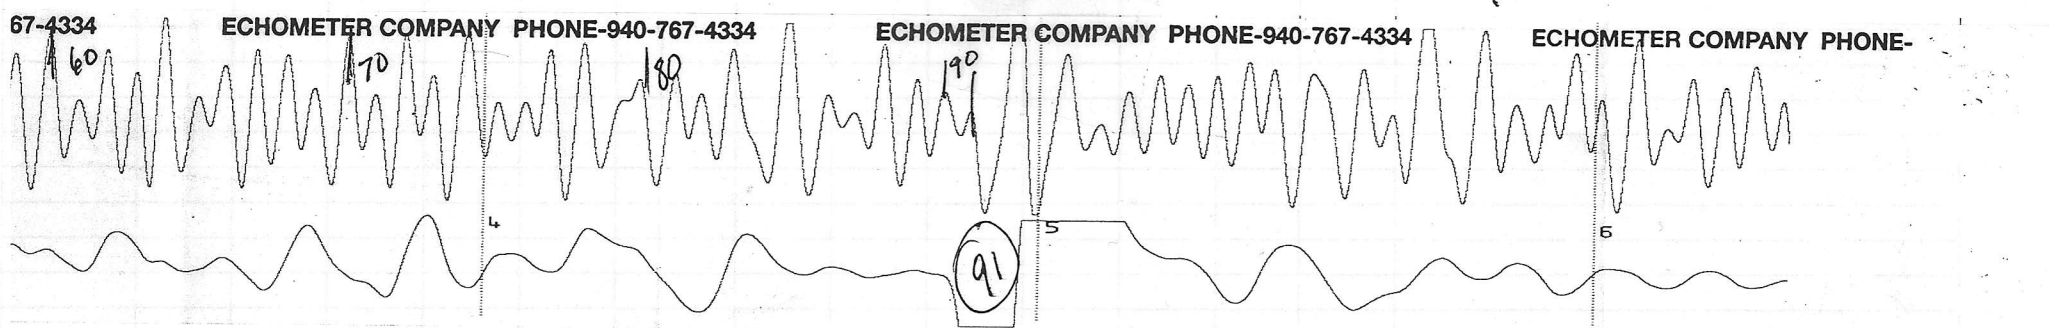 67-4334 ECHOMETER COMPANY PHONE-940-767-4334 ECHOMETER COMPANY PHONE-940-767-4334 ECHOMETER COMPANY PHONE-
60 70 80 90
4 5 6
91